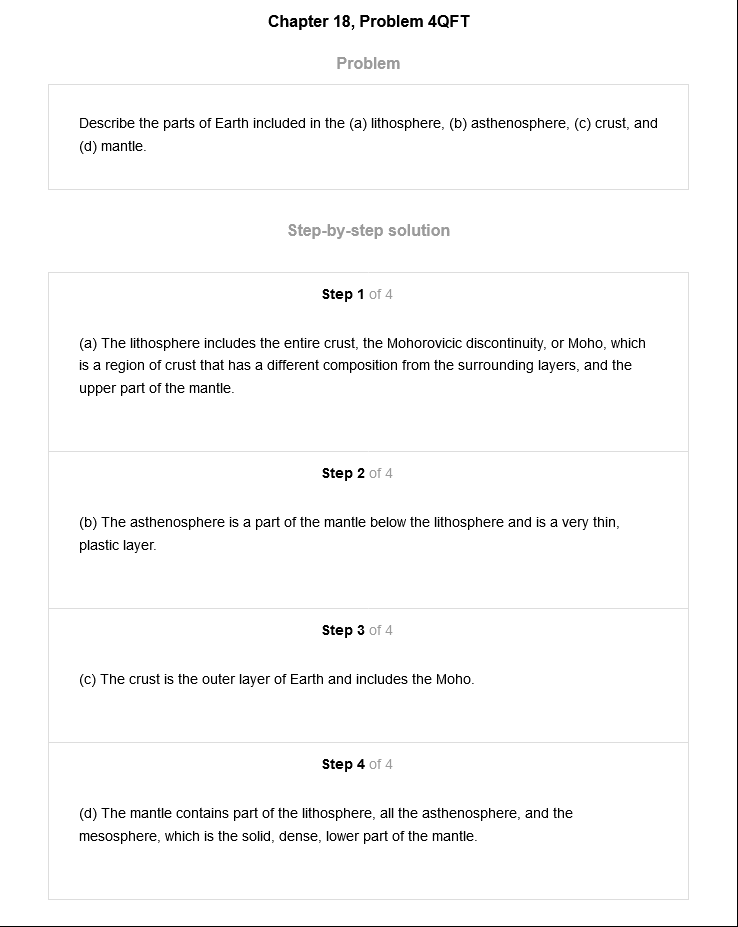 Chapter 18, Problem 4QFT
Problem
Describe the parts of Earth included in the (a) lithosphere, (b) asthenosphere, (c) crust, and
(d) mantle.
Step-by-step solution
Step 1 of 4
(a) The lithosphere includes the entire crust, the Mohorovicic discontinuity, or Moho, which
is a region of crust that has a different composition from the surrounding layers, and the
upper part of the mantle.
Step 2 of 4
(b) The asthenosphere is a part of the mantle below the lithosphere and is a very thin,
plastic layer.
Step 3 of 4
(c) The crust is the outer layer of Earth and includes the Moho.
Step 4 of 4
(d) The mantle contains part of the lithosphere, all the asthenosphere, and the
mesosphere, which is the solid, dense, lower part of the mantle.